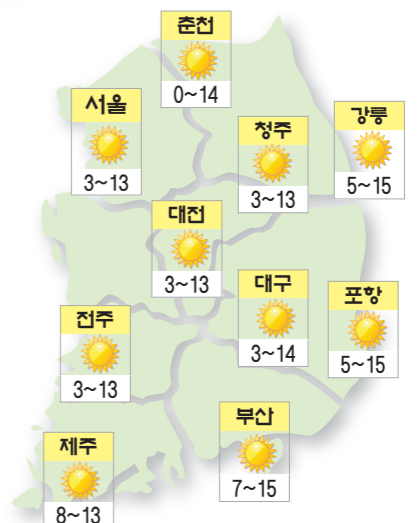 춘천
0~14
서울
3~13
청주
3~13
강릉
5~15
대전
3~13
대구
3~14
포항
5~15
전주
3~13
부산
7~15
제주
8~13